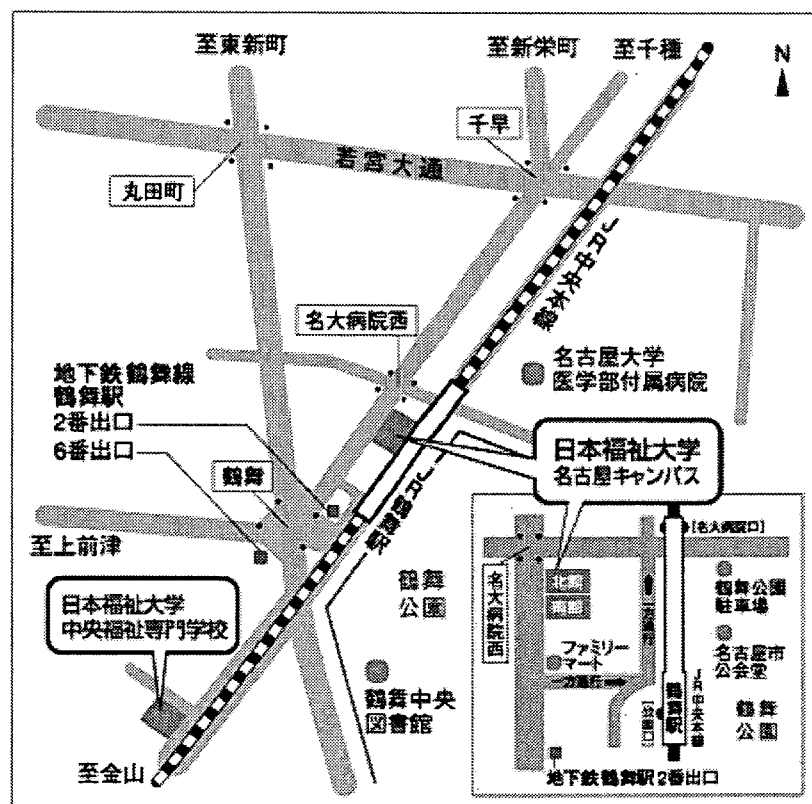 至東新町
至新栄町
至千種
N
千早
若宮大通
丸田町
JR中央本線
名大病院西
名古屋大学
医学部付属病院
地下鉄鶴舞線
鶴舞駅
2番出口
6番出口
鶴舞
日本福祉大学
名古屋キャンパス
JR鶴舞駅
至上前津
日本福祉大学
中央福祉専門学校
鶴舞
公園
鶴舞中央
図書館
至金山
[名大病院口]
名大病院西
北館
南館
一方通行
鶴舞公園
駐車場
ファミリー
マート
一方通行
名古屋市
公会堂
鶴舞駅
JR中央本線
[公園口]
鶴舞
公園
地下鉄鶴舞駅2番出口